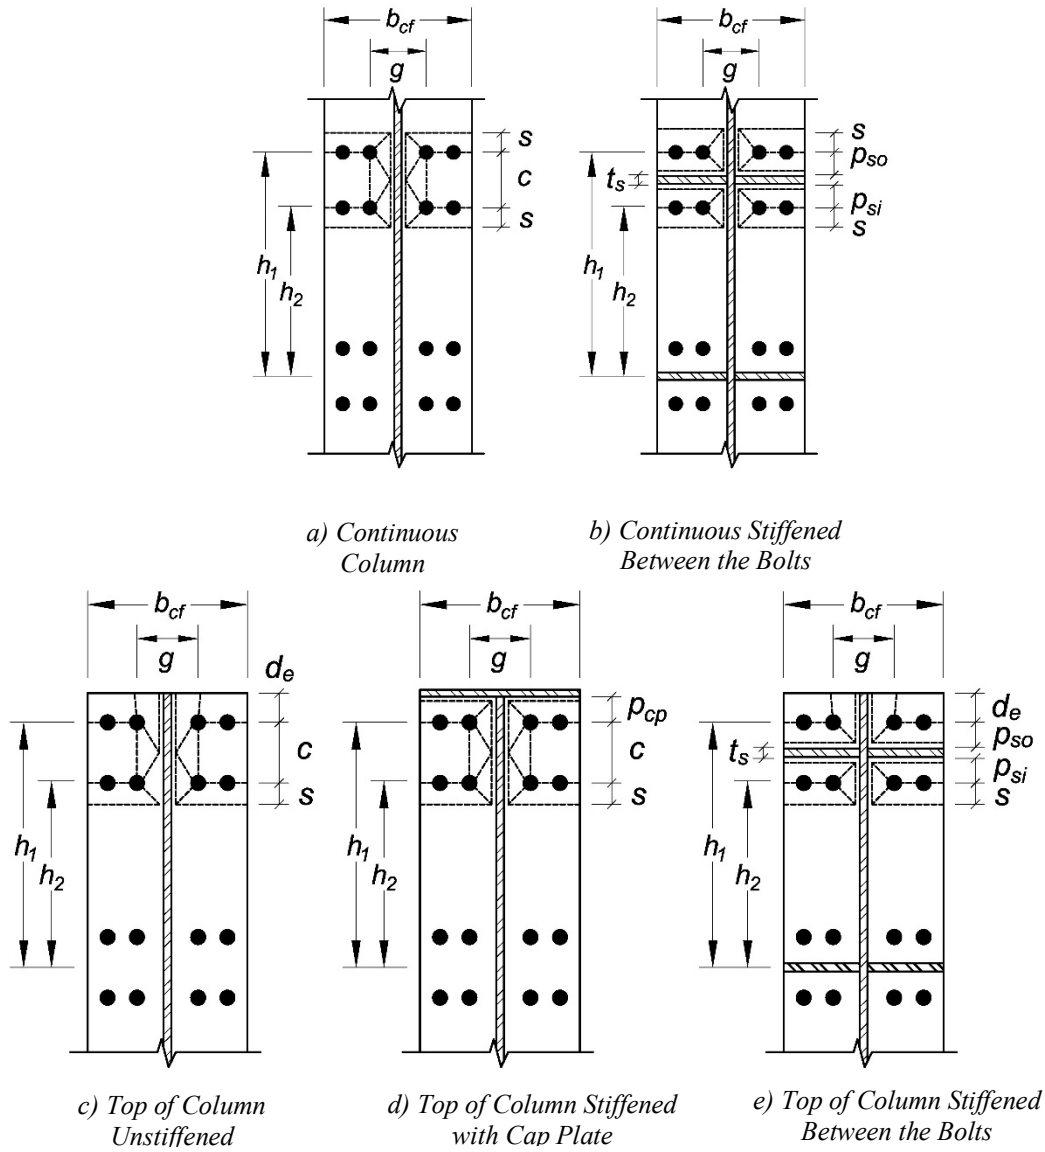 b_cf
g
s
c
s
h_1
h_2
a) Continuous
Column
b_cf
g
s
p_so
t_s
p_si
s
h_1
h_2
b) Continuous Stiffened
Between the Bolts
b_cf
g
d_e
c
s
h_1
h_2
c) Top of Column
Unstiffened
b_cf
g
p_cp
c
s
h_1
h_2
d) Top of Column Stiffened
with Cap Plate
b_cf
g
d_e
p_so
t_s
p_si
s
h_1
h_2
e) Top of Column Stiffened
Between the Bolts